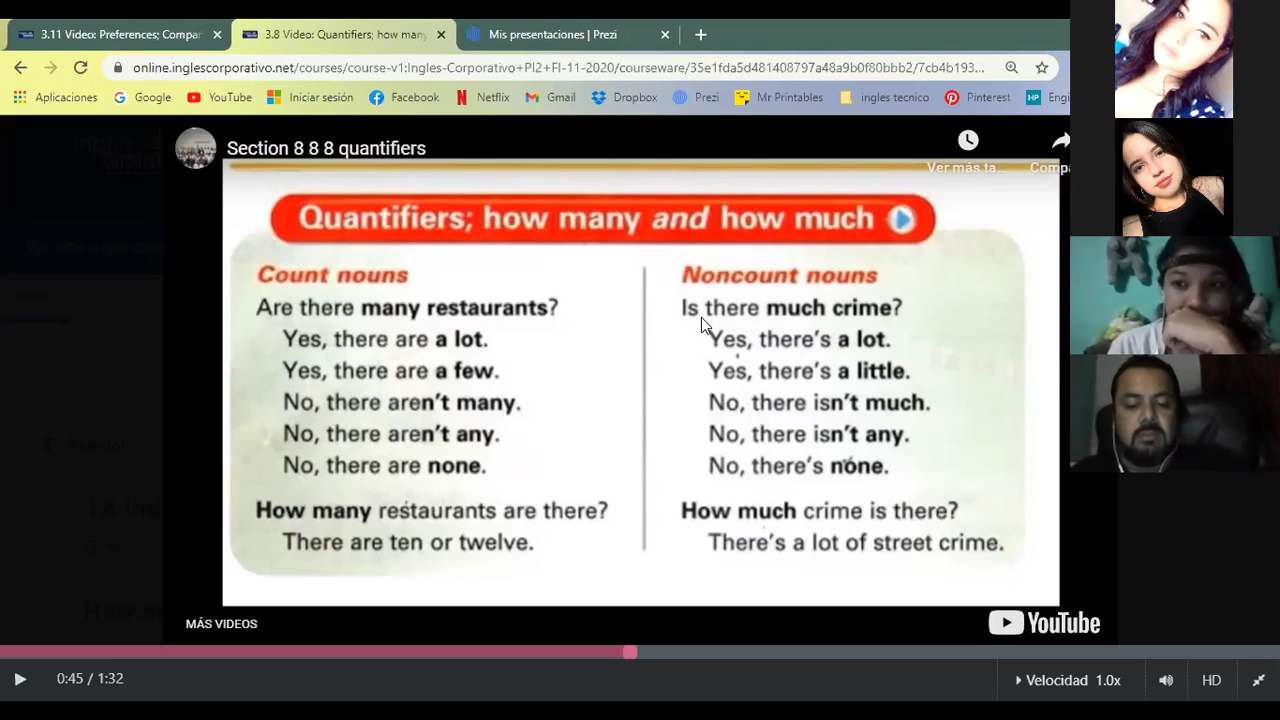 3.11 Video: Preferences; Compar
3.8 Video: Quantifiers; how many
Mis presentaciones | Prezi
online.inglescorporativo.net/courses/course-v1:Ingles-Corporativo+PI2+FI-11-2020/courseware/35e1fda5d481408797a48a9b0f80bbb2/7cb4b193...
Aplicaciones
Google
YouTube
Iniciar sesión
Facebook
Netflix
Gmail
Dropbox
Prezi
Mr Printables
ingles tecnico
Pinterest
Engl
Section 8 8 8 quantifiers
Ver más ta...
Comp
Quantifiers; how many and how much
Count nouns
Are there many restaurants?
Yes, there are a lot.
Yes, there are a few.
No, there aren't many.
No, there aren't any.
No, there are none.
How many restaurants are there?
There are ten or twelve.
Noncount nouns
Is there much crime?
Yes, there's a lot.
Yes, there's a little.
No, there isn't much.
No, there isn't any.
No, there's none.
How much crime is there?
There's a lot of street crime.
MÁS VIDEOS
YouTube
0:45 / 1:32
Velocidad 1.0x
HD